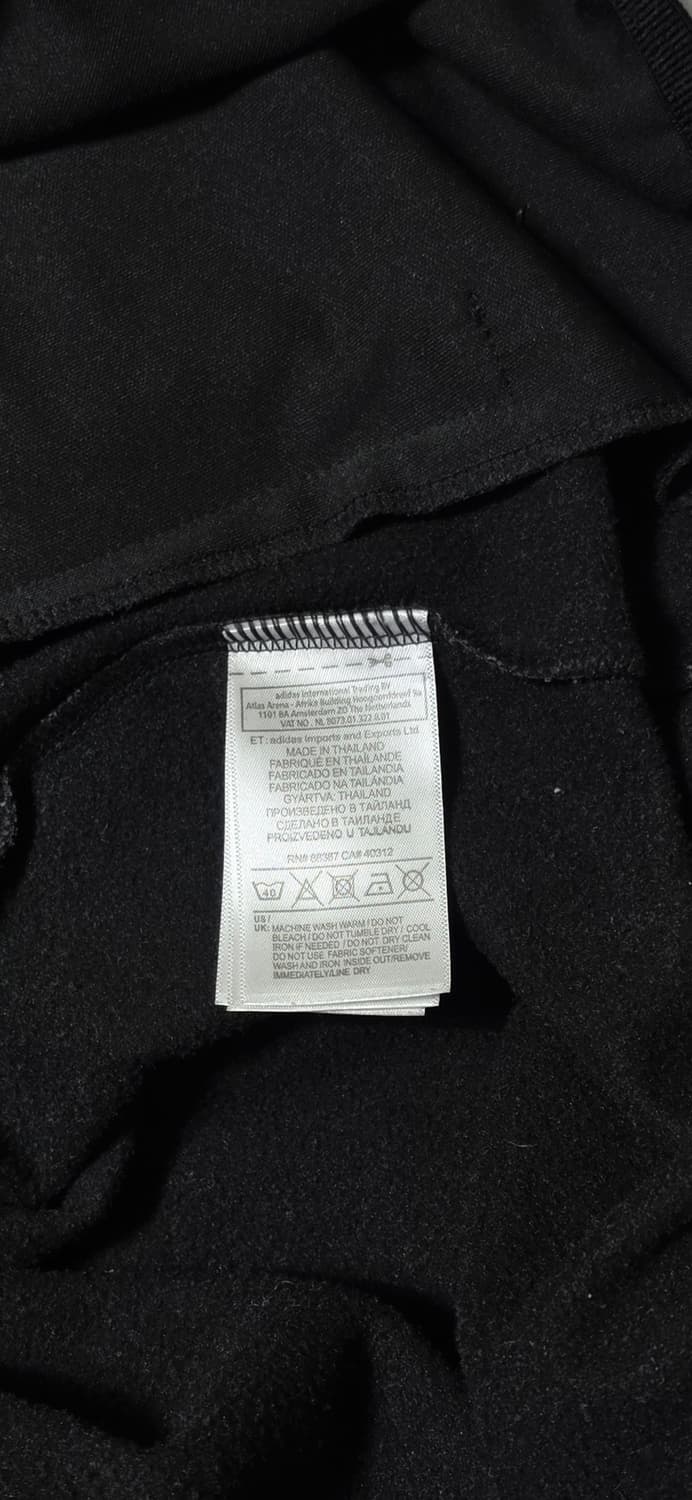 adidas International Trading BV
Atlas Arena - Afrika Building Hoogoorddreef 9a
1101 BA Amsterdam ZO The Netherlands
VAT NO. NL 8073.01.322.B.01
ET: adidas Imports and Exports Ltd.
MADE IN THAILAND
FABRIQUÉ EN THAÏLANDE
FABRICADO EN TAILANDIA
FABRICADO NA TAILÂNDIA
GYÁRTVA: THAILAND
ПРОИЗВЕДЕНО В ТАЙЛАНД
СДЕЛАНО В ТАИЛАНДЕ
PROIZVEDENO U TAJLANDU
RN# 88387 CA# 40312
40
US /
UK: MACHINE WASH WARM / DO NOT
BLEACH / DO NOT TUMBLE DRY / COOL
IRON IF NEEDED / DO NOT DRY CLEAN
DO NOT USE FABRIC SOFTENER/
WASH AND IRON INSIDE OUT/REMOVE
IMMEDIATELY/LINE DRY